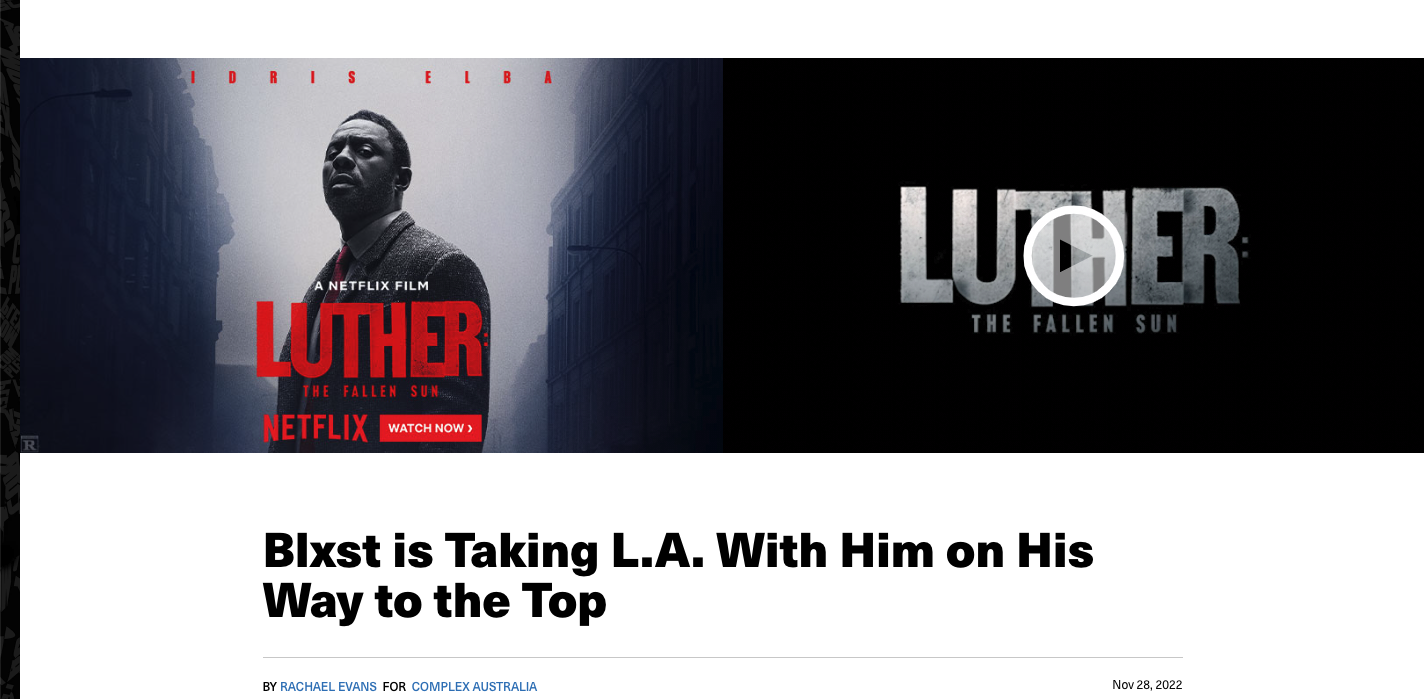 IDRIS ELBA
A NETFLIX FILM
LUTHER:
THE FALLEN SUN
NETFLIX
WATCH NOW ›
R
LUTHER:
THE FALLEN SUN
Blxst is Taking L.A. With Him on His
Way to the Top
BY RACHAEL EVANS FOR COMPLEX AUSTRALIA
Nov 28, 2022